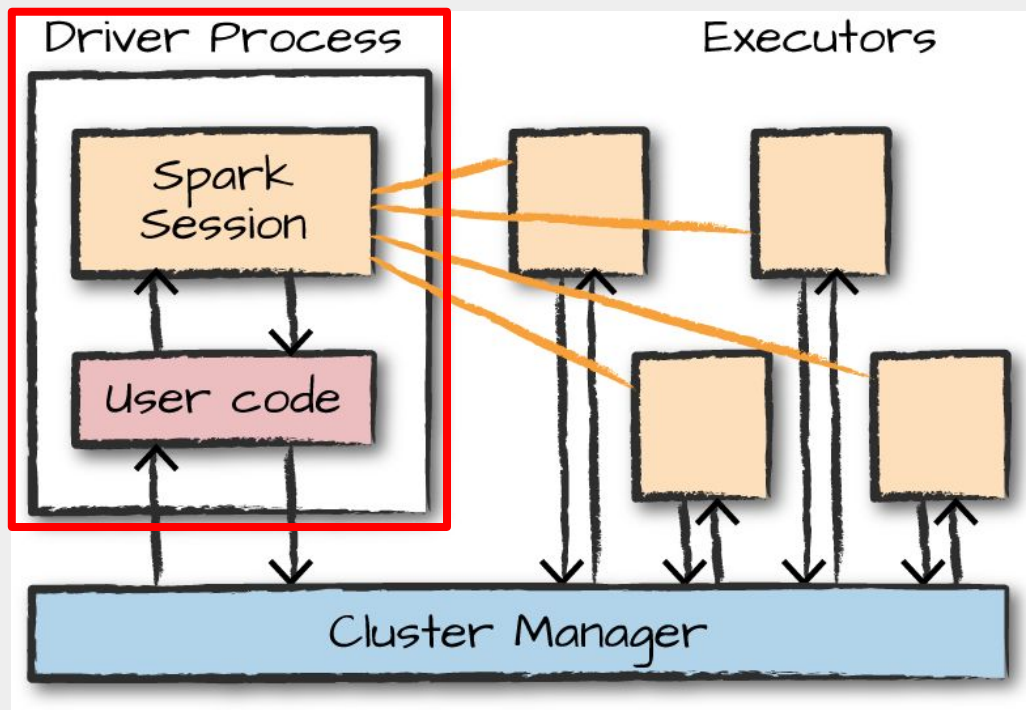 Driver Process
Executors
Spark
Session
User code
Cluster Manager